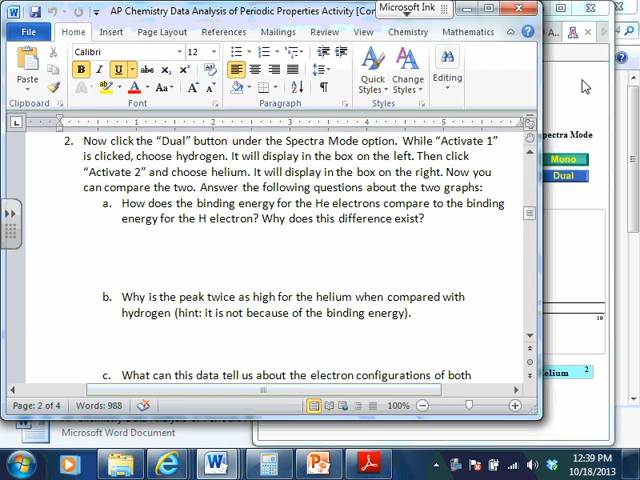 AP Chemistry Data Analysis of Periodic Properties Activity [Con
Microsoft Ink
File Home Insert Page Layout References Mailings Review View Chemistry Mathematics
Calibri 12
Paste
Quick Styles
Change Styles
Editing
Clipboard Font Paragraph Styles
2. Now click the "Dual" button under the Spectra Mode option. While "Activate 1"
is clicked, choose hydrogen. It will display in the box on the left. Then click
"Activate 2" and choose helium. It will display in the box on the right. Now you
can compare the two. Answer the following questions about the two graphs:
a. How does the binding energy for the He electrons compare to the binding
energy for the H electron? Why does this difference exist?
b. Why is the peak twice as high for the helium when compared with
hydrogen (hint: it is not because of the binding energy).
c. What can this data tell us about the electron configurations of both
Page: 2 of 4 Words: 988 100%
pectra Mode
Mono
Dual
10
elium 2
Microsoft Word Document
12:39 PM
10/18/2013